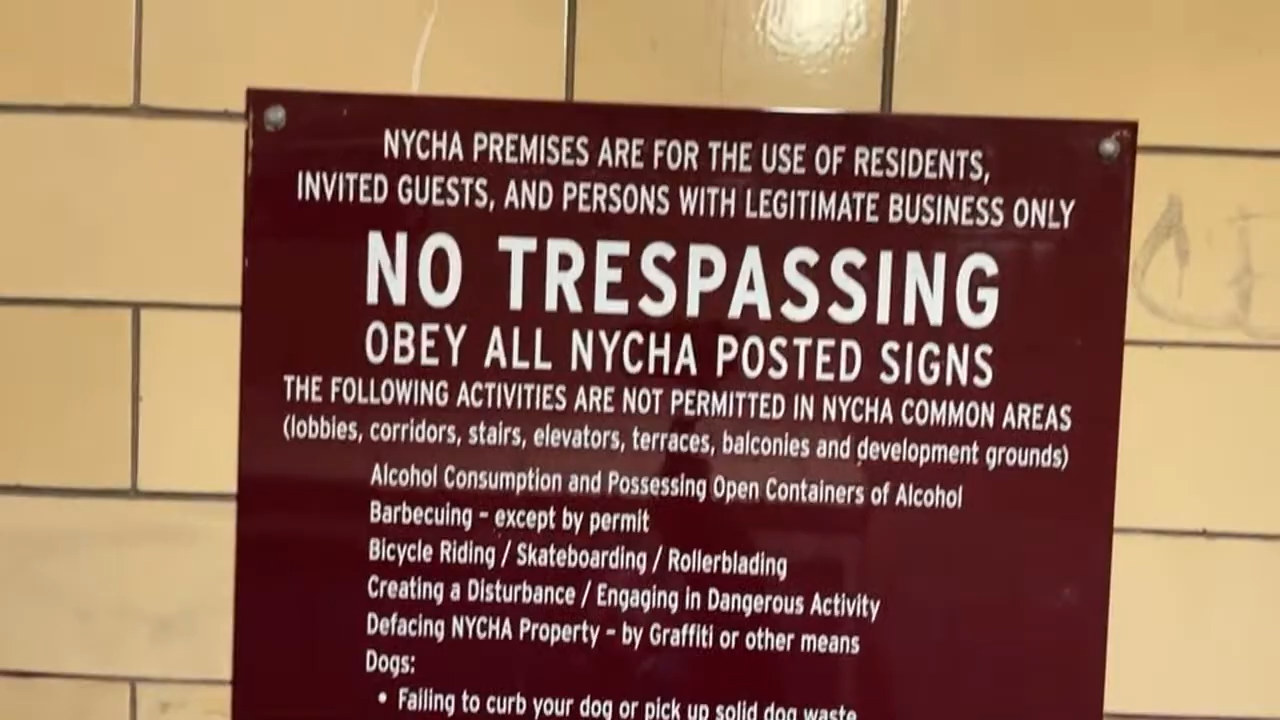 NYCHA PREMISES ARE FOR THE USE OF RESIDENTS,
INVITED GUESTS, AND PERSONS WITH LEGITIMATE BUSINESS ONLY
NO TRESPASSING
OBEY ALL NYCHA POSTED SIGNS
THE FOLLOWING ACTIVITIES ARE NOT PERMITTED IN NYCHA COMMON AREAS
(lobbies, corridors, stairs, elevators, terraces, balconies and development grounds)
Alcohol Consumption and Possessing Open Containers of Alcohol
Barbecuing – except by permit
Bicycle Riding / Skateboarding / Rollerblading
Creating a Disturbance / Engaging in Dangerous Activity
Defacing NYCHA Property – by Graffiti or other means
Dogs:
• Failing to curb your dog or pick up solid dog waste